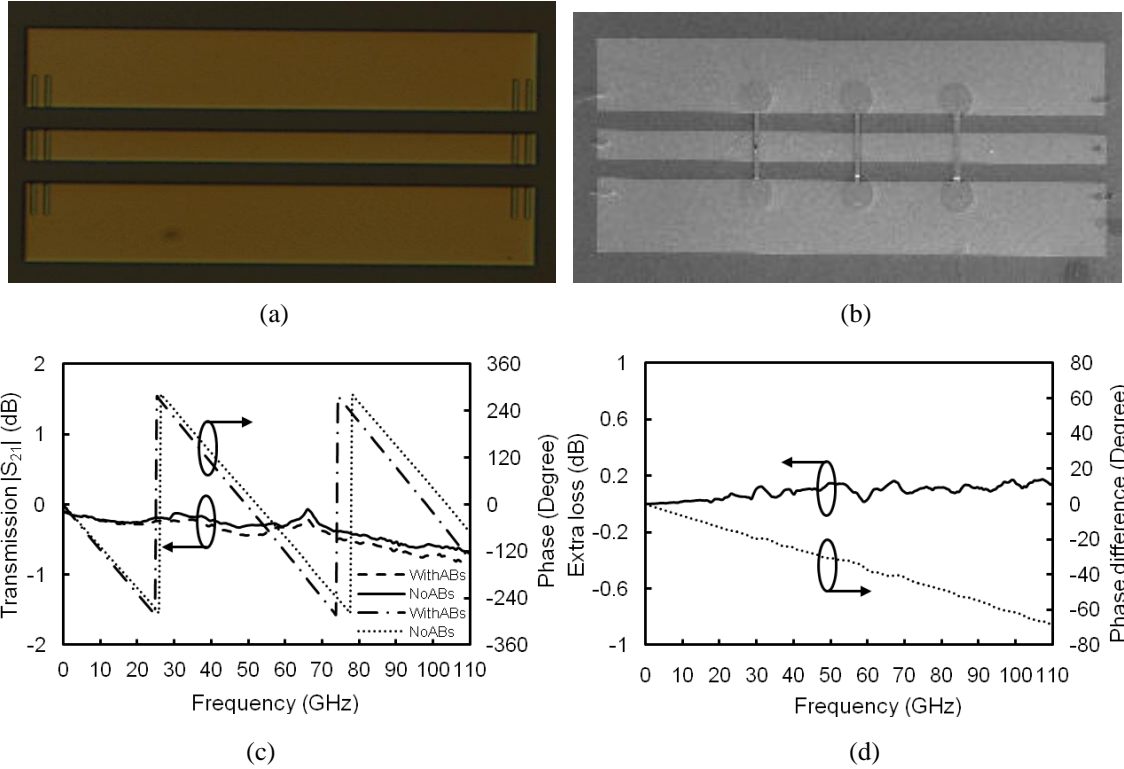 (a)
(b)
Transmission |S21| (dB)
2
1
0
-1
-2
360
240
120
0
-120
-240
-360
Phase (Degree)
WithABs
NoABs
WithABs
NoABs
0 10 20 30 40 50 60 70 80 90 100 110
Frequency (GHz)
(c)
Extra loss (dB)
1
0.6
0.2
-0.2
-0.6
-1
80
60
40
20
0
-20
-40
-60
-80
Phase difference (Degree)
0 10 20 30 40 50 60 70 80 90 100 110
Frequency (GHz)
(d)